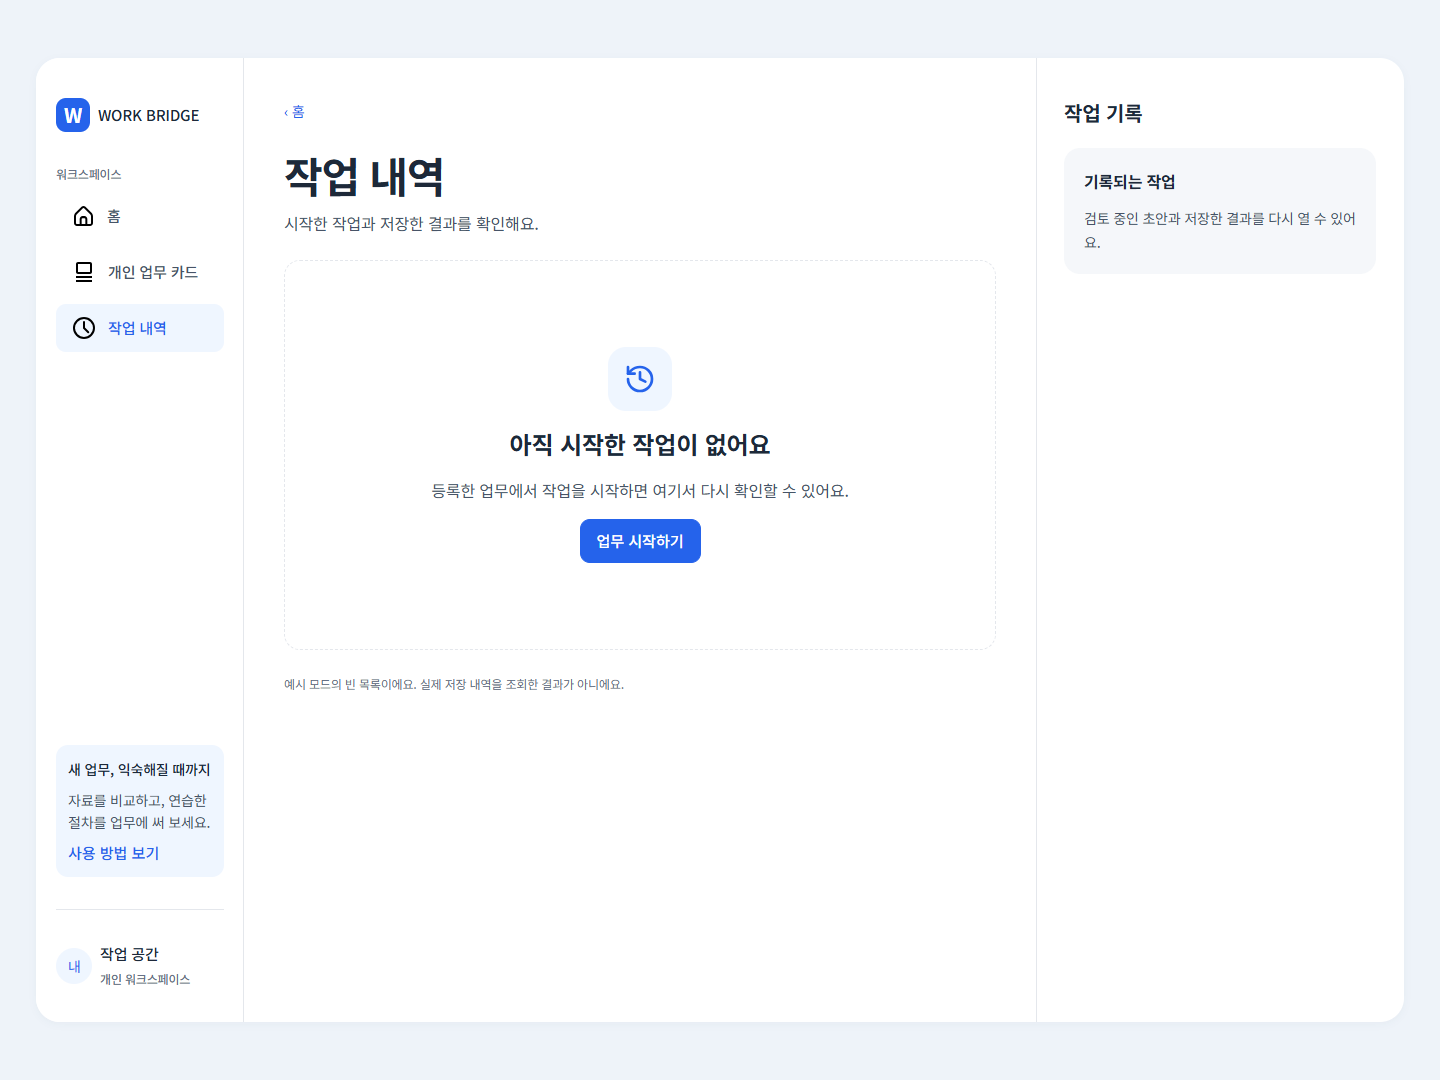 W WORK BRIDGE
워크스페이스
홈
개인 업무 카드
작업 내역
새 업무, 익숙해질 때까지
자료를 비교하고, 연습한
절차를 업무에 써 보세요.
사용 방법 보기
내
작업 공간
개인 워크스페이스
‹ 홈
작업 내역
시작한 작업과 저장한 결과를 확인해요.
아직 시작한 작업이 없어요
등록한 업무에서 작업을 시작하면 여기서 다시 확인할 수 있어요.
업무 시작하기
예시 모드의 빈 목록이에요. 실제 저장 내역을 조회한 결과가 아니에요.
작업 기록
기록되는 작업
검토 중인 초안과 저장한 결과를 다시 열 수 있어
요.